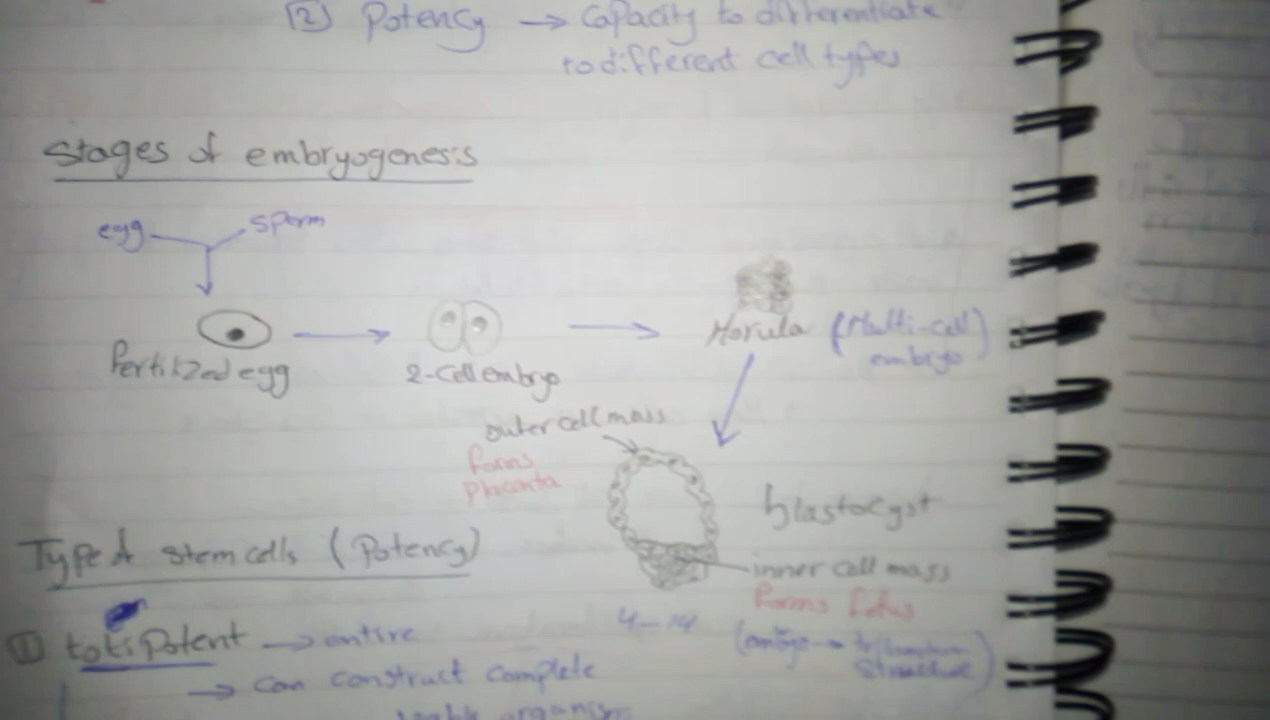 [2] Potency → Capacity to differentiate
to different cell types
Stages of embryogenesis
egg sperm
Fertilized egg → 2-Cell embryo → Morula (Multi-cell)
embryo
outer cell mass
forms
Placenta
blastocyst
inner cell mass
Forms fetus
4-14
structure)
Type of stem cells (Potency)
① totipotent → entire
→ Can construct complete
organism